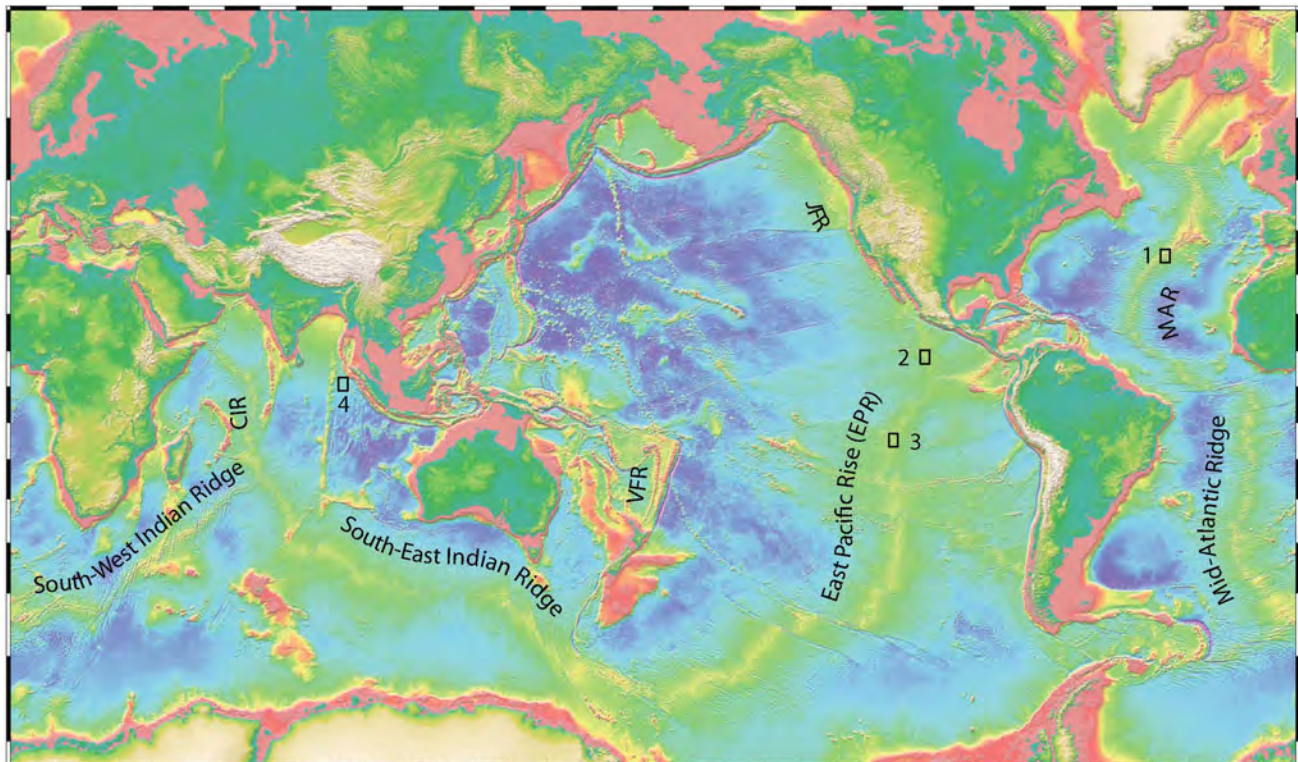 JFR
1
MAR
2
4
CIR
3
East Pacific Rise (EPR)
VFR
Mid-Atlantic Ridge
South-West Indian Ridge
South-East Indian Ridge